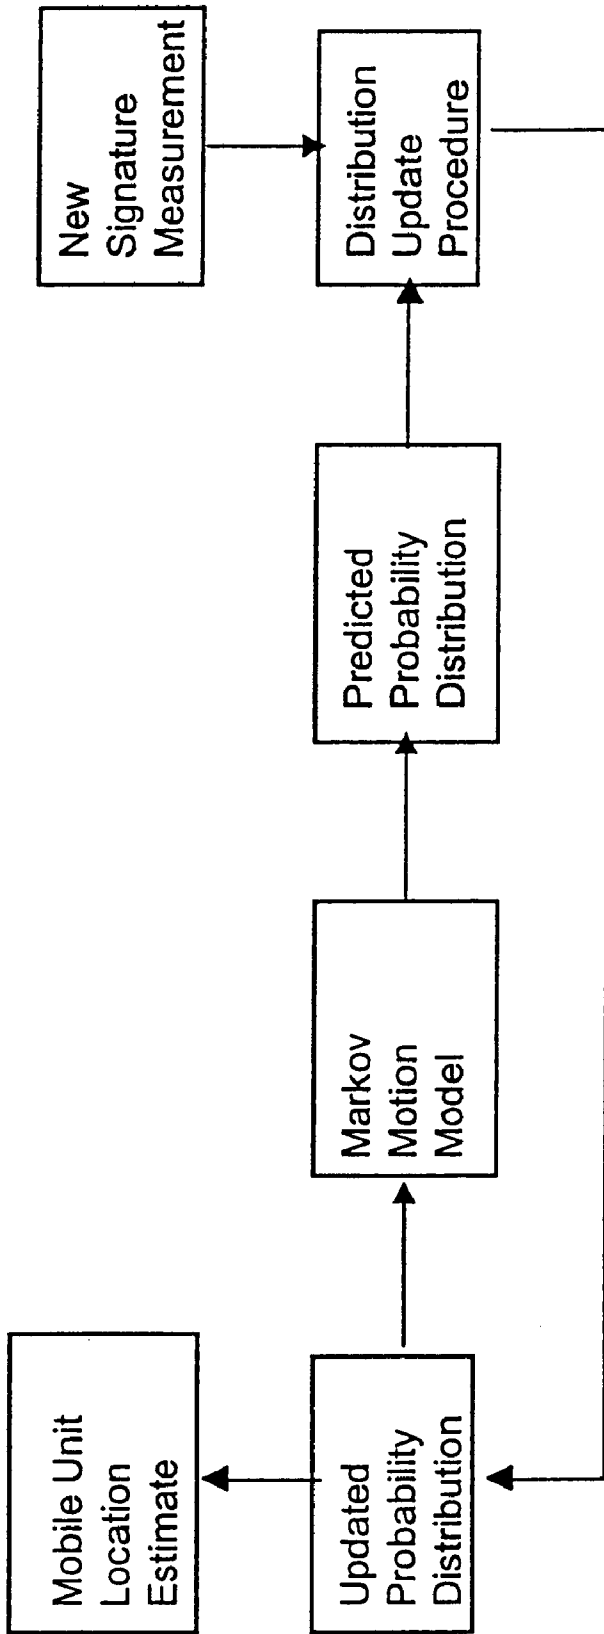 Mobile Unit
Location
Estimate
New
Signature
Measurement
Updated
Probability
Distribution
Markov
Motion
Model
Predicted
Probability
Distribution
Distribution
Update
Procedure